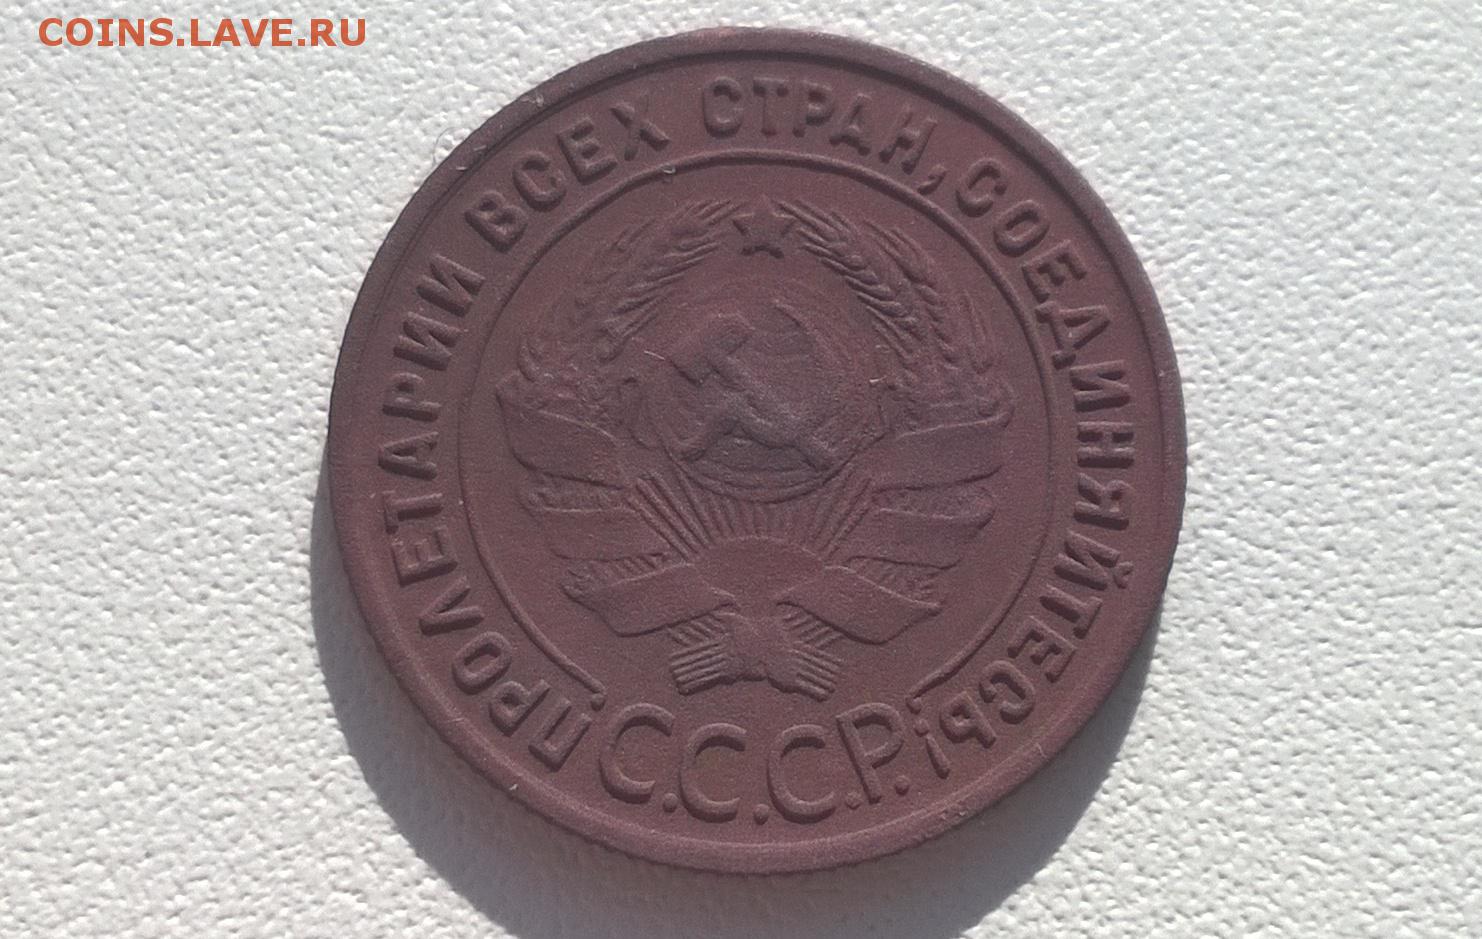 COINS.LAVE.RU
ПРОЛЕТАРИИ ВСЕХ СТРАН, СОЕДИНЯЙТЕСЬ!
С.С.С.Р.